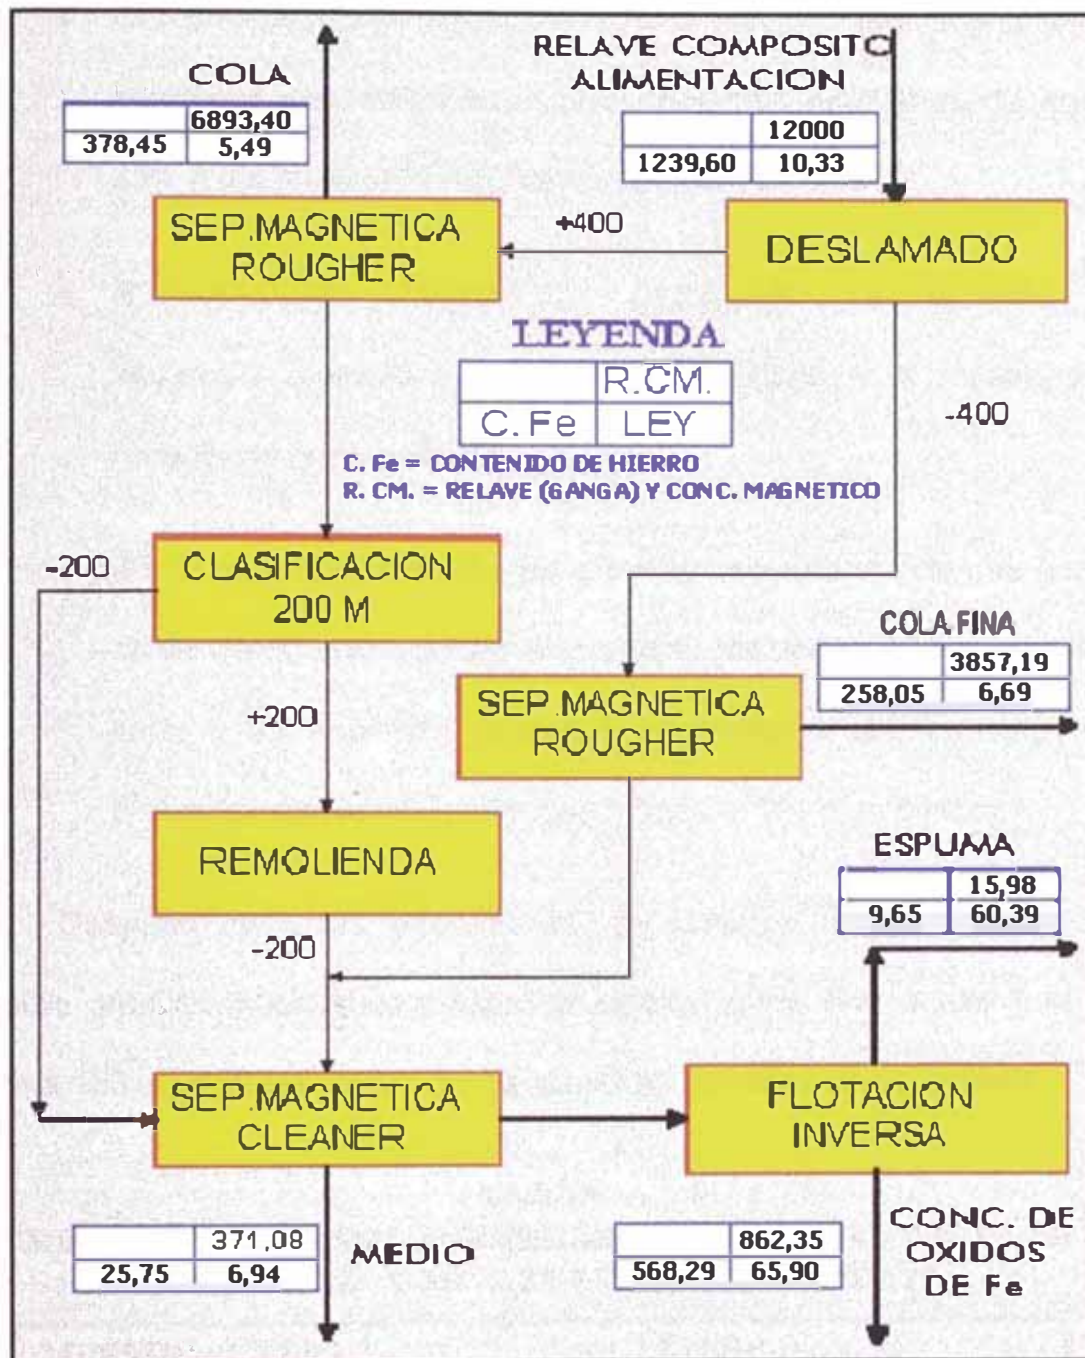 RELAVE COMPOSITO
ALIMENTACION
12000
1239,60 10,33
COLA
6893,40
378,45 5,49
SEP.MAGNETICA
ROUGHER
+400
DESLAMADO
LEYENDA
R.CM.
C.Fe LEY
C. Fe = CONTENIDO DE HIERRO
R. CM. = RELAVE (GANGA) Y CONC. MAGNETICO
-400
-200
CLASIFICACION
200 M
COLA FINA
3857,19
258,05 6,69
+200
SEP.MAGNETICA
ROUGHER
REMOLIENDA
ESPUMA
15,98
9,65 60,39
-200
SEP.MAGNETICA
CLEANER
FLOTACION
INVERSA
371,08
25,75 6,94
MEDIO
862,35
568,29 65,90
CONC. DE
OXIDOS
DE Fe